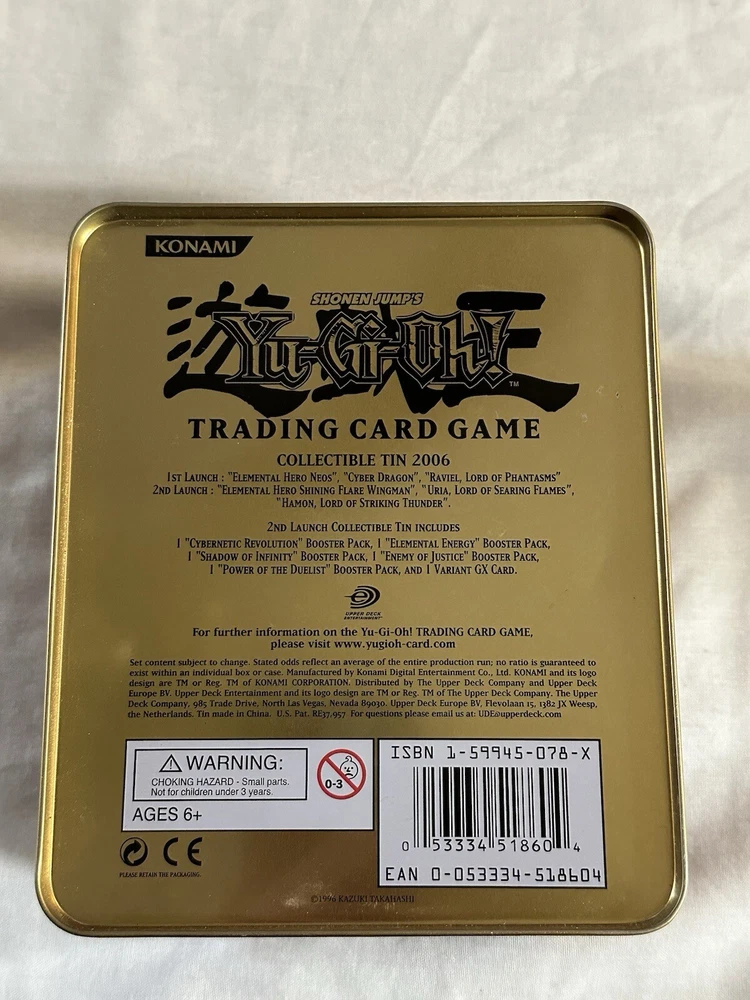 KONAMI
SHONEN JUMP'S
遊戯王
Yu-Gi-Oh!
TM
TRADING CARD GAME
COLLECTIBLE TIN 2006
1ST LAUNCH : "ELEMENTAL HERO NEOS", "CYBER DRAGON", "RAVIEL, LORD OF PHANTASMS"
2ND LAUNCH : "ELEMENTAL HERO SHINING FLARE WINGMAN", "URIA, LORD OF SEARING FLAMES",
"HAMON, LORD OF STRIKING THUNDER".
2ND LAUNCH COLLECTIBLE TIN INCLUDES
1 "CYBERNETIC REVOLUTION" BOOSTER PACK, 1 "ELEMENTAL ENERGY" BOOSTER PACK,
1 "SHADOW OF INFINITY" BOOSTER PACK, 1 "ENEMY OF JUSTICE" BOOSTER PACK,
1 "POWER OF THE DUELIST" BOOSTER PACK, AND 1 VARIANT GX CARD.
UPPER DECK
ENTERTAINMENT
For further information on the Yu-Gi-Oh! TRADING CARD GAME,
please visit www.yugioh-card.com
Set content subject to change. Stated odds reflect an average of the entire production run; no ratio is guaranteed to
exist within an individual box or case. Manufactured by Konami Digital Entertainment Co., Ltd. KONAMI and its logo
design are TM or Reg. TM of KONAMI CORPORATION. Distributed by The Upper Deck Company and Upper Deck
Europe BV. Upper Deck Entertainment and its logo design are TM or Reg. TM of The Upper Deck Company. The Upper
Deck Company, 985 Trade Drive, North Las Vegas, Nevada 89030. Upper Deck Europe BV, Flevolaan 15, 1382 JX Weesp,
the Netherlands. Tin made in China. U.S. Pat. RE37,957 For questions please email us at: UDE@upperdeck.com
WARNING:
CHOKING HAZARD - Small parts.
Not for children under 3 years.
0-3
AGES 6+
CE
PLEASE RETAIN THE PACKAGING.
ISBN 1-59945-078-X
0 53334 51860 4
EAN 0-053334-518604
©1996 KAZUKI TAKAHASHI